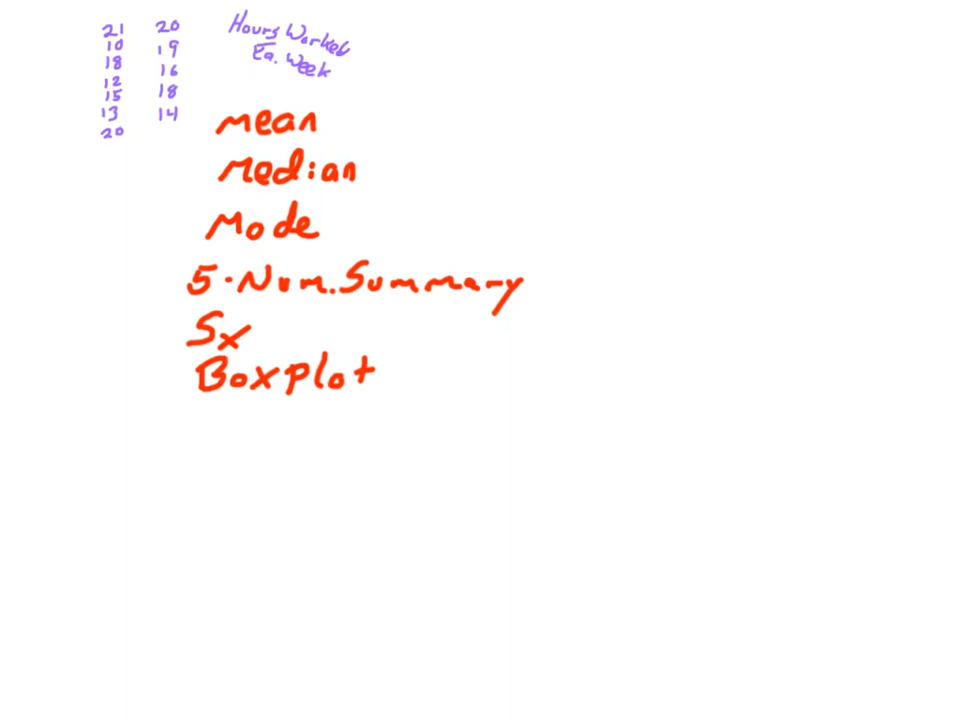 21 20
10 19
18 16
12 18
15 14
13
20
Hours Worked
Ea. Week
mean
Median
Mode
5-Num. Summary
Sx
Boxplot